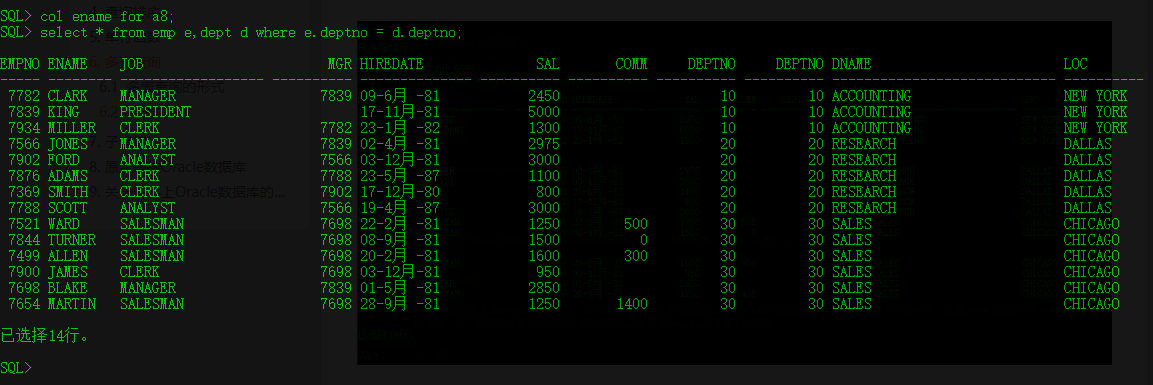 SQL> col ename for a8;
SQL> select * from emp e,dept d where e.deptno = d.deptno;
EMPNO ENAME JOB MGR HIREDATE SAL COMM DEPTNO DEPTNO DNAME LOC
7782 CLARK MANAGER 7839 09-6月 -81 2450 10 10 ACCOUNTING NEW YORK
7839 KING PRESIDENT 17-11月-81 5000 10 10 ACCOUNTING NEW YORK
7934 MILLER CLERK 7782 23-1月 -82 1300 10 10 ACCOUNTING NEW YORK
7566 JONES MANAGER 7839 02-4月 -81 2975 20 20 RESEARCH DALLAS
7902 FORD ANALYST 7566 03-12月-81 3000 20 20 RESEARCH DALLAS
7876 ADAMS CLERK 7788 23-5月 -87 1100 20 20 RESEARCH DALLAS
7369 SMITH CLERK 7902 17-12月-80 800 20 20 RESEARCH DALLAS
7788 SCOTT ANALYST 7566 19-4月 -87 3000 20 20 RESEARCH DALLAS
7521 WARD SALESMAN 7698 22-2月 -81 1250 500 30 30 SALES CHICAGO
7844 TURNER SALESMAN 7698 08-9月 -81 1500 0 30 30 SALES CHICAGO
7499 ALLEN SALESMAN 7698 20-2月 -81 1600 300 30 30 SALES CHICAGO
7900 JAMES CLERK 7698 03-12月-81 950 30 30 SALES CHICAGO
7698 BLAKE MANAGER 7839 01-5月 -81 2850 30 30 SALES CHICAGO
7654 MARTIN SALESMAN 7698 28-9月 -81 1250 1400 30 30 SALES CHICAGO
已选择14行。
SQL>